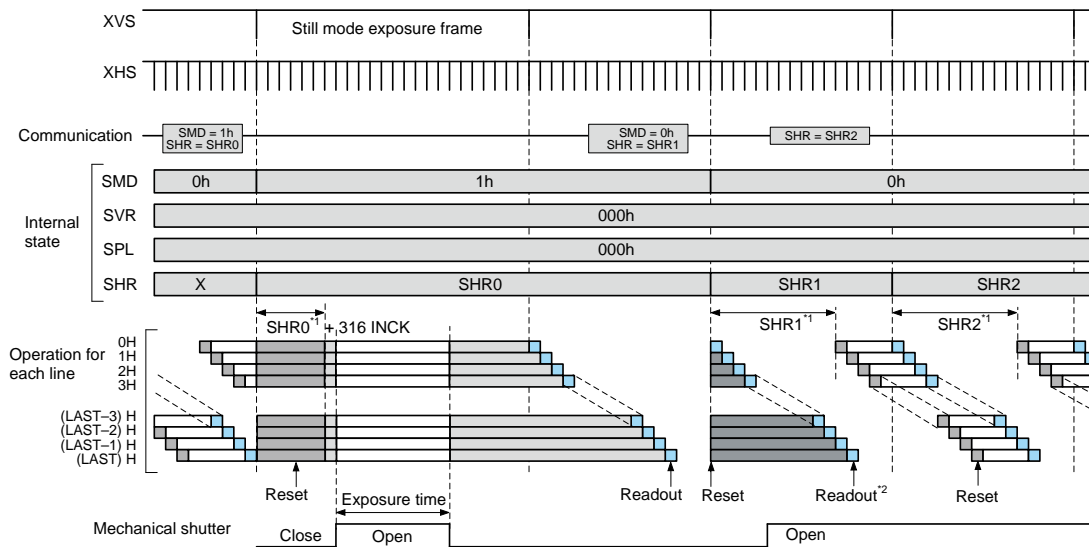 XVS
Still mode exposure frame
XHS
Communication
SMD = 1h
SHR = SHR0
SMD = 0h
SHR = SHR1
SHR = SHR2
Internal state
SMD
0h
1h
0h
SVR
000h
SPL
000h
SHR
X
SHR0
SHR1
SHR2
SHR0*1 + 316 INCK
SHR1*1
SHR2*1
Operation for each line
0H
1H
2H
3H
(LAST–3) H
(LAST–2) H
(LAST–1) H
(LAST) H
Reset
Readout
Reset
Readout*2
Reset
Exposure time
Mechanical shutter
Close
Open
Open